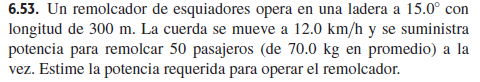 6.53. Un remolcador de esquiadores opera en una ladera a 15.0° con
longitud de 300 m. La cuerda se mueve a 12.0 km/h y se suministra
potencia para remolcar 50 pasajeros (de 70.0 kg en promedio) a la
vez. Estime la potencia requerida para operar el remolcador.